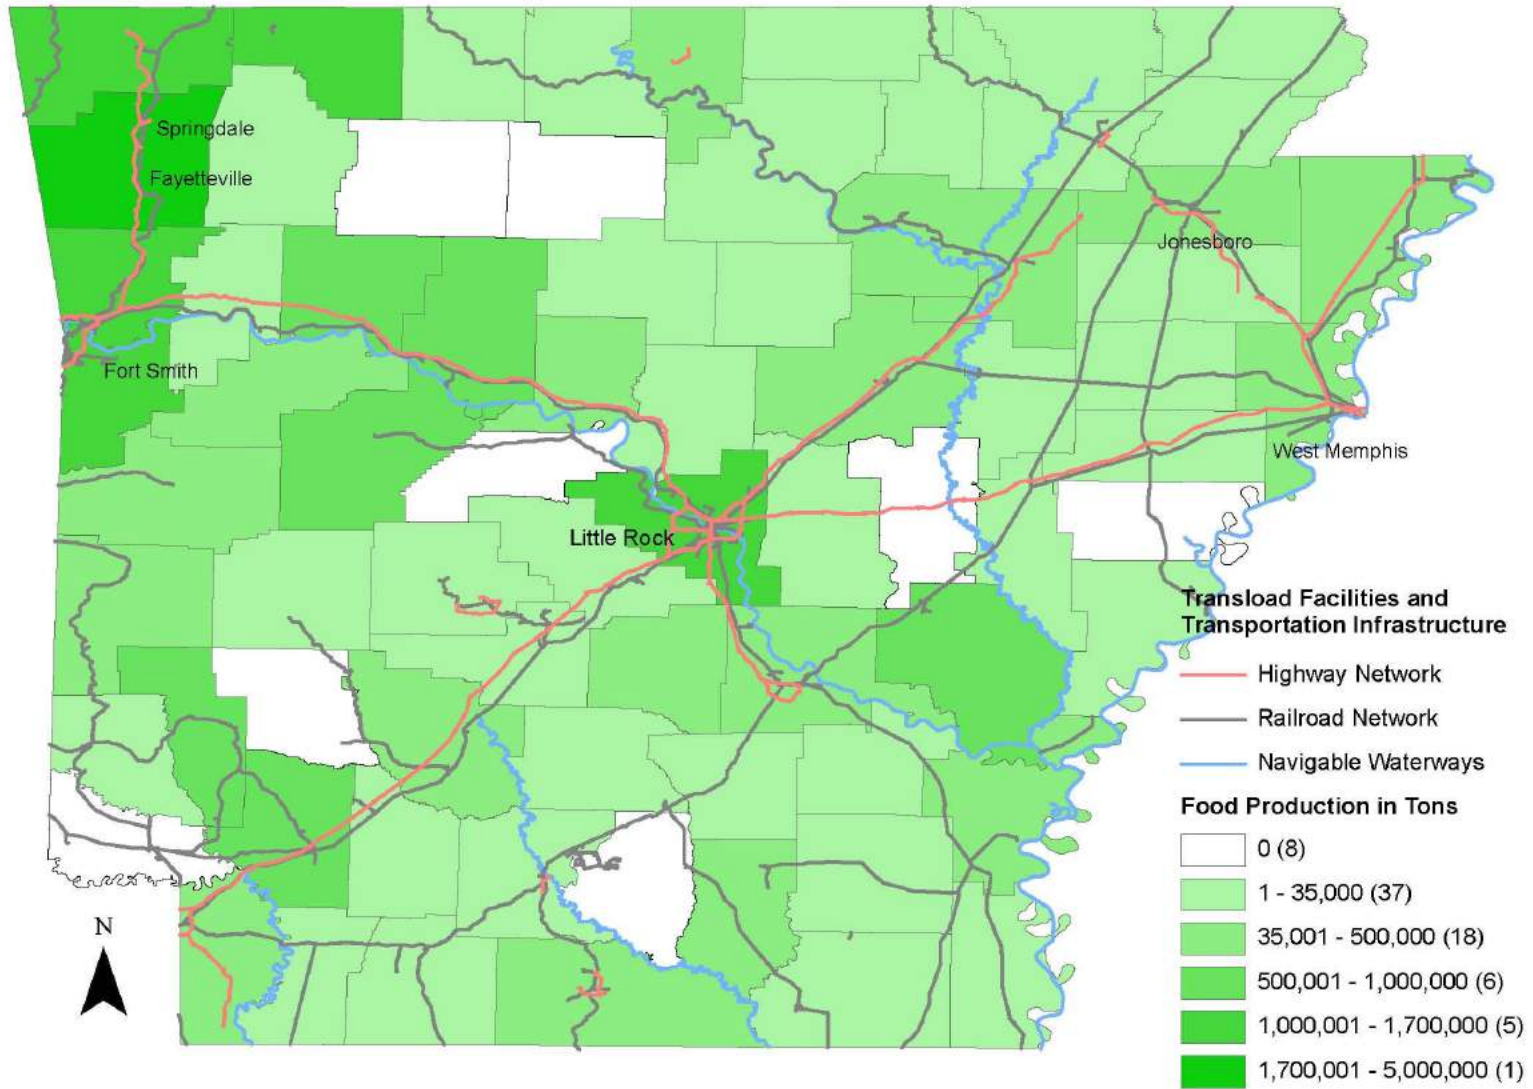 Springdale
Fayetteville
Jonesboro
Fort Smith
West Memphis
Little Rock
Transload Facilities and
Transportation Infrastructure
Highway Network
Railroad Network
Navigable Waterways
Food Production in Tons
0 (8)
1 - 35,000 (37)
35,001 - 500,000 (18)
500,001 - 1,000,000 (6)
1,000,001 - 1,700,000 (5)
1,700,001 - 5,000,000 (1)
N